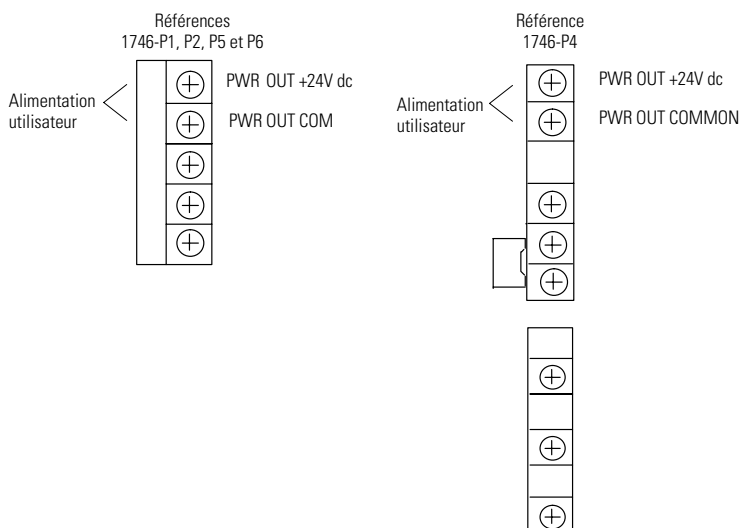 Références
1746-P1, P2, P5 et P6
PWR OUT +24V dc
Alimentation
utilisateur
PWR OUT COM
Référence
1746-P4
PWR OUT +24V dc
Alimentation
utilisateur
PWR OUT COMMON